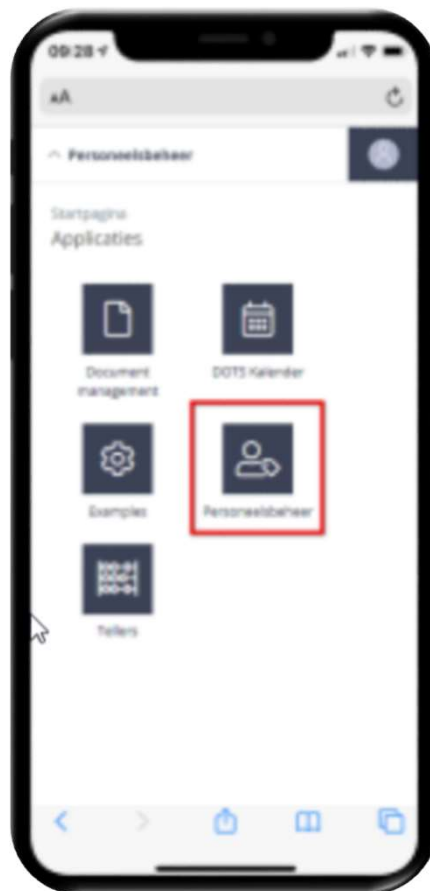 09:28
AA
Personeelsbeheer
Startpagina
Applicaties
Document
management
DOTS Kalender
Examples
Personeelsbeheer
Tellers